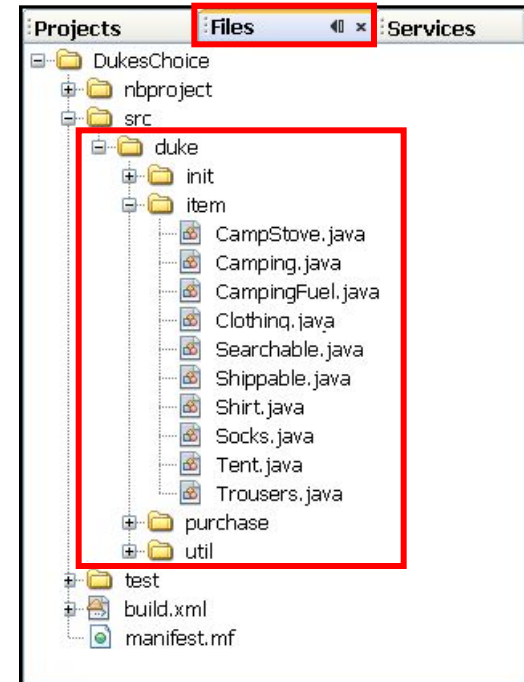 Projects Files Services
DukesChoice
nbproject
src
duke
init
item
CampStove.java
Camping.java
CampingFuel.java
Clothing.java
Searchable.java
Shippable.java
Shirt.java
Socks.java
Tent.java
Trousers.java
purchase
util
test
build.xml
manifest.mf